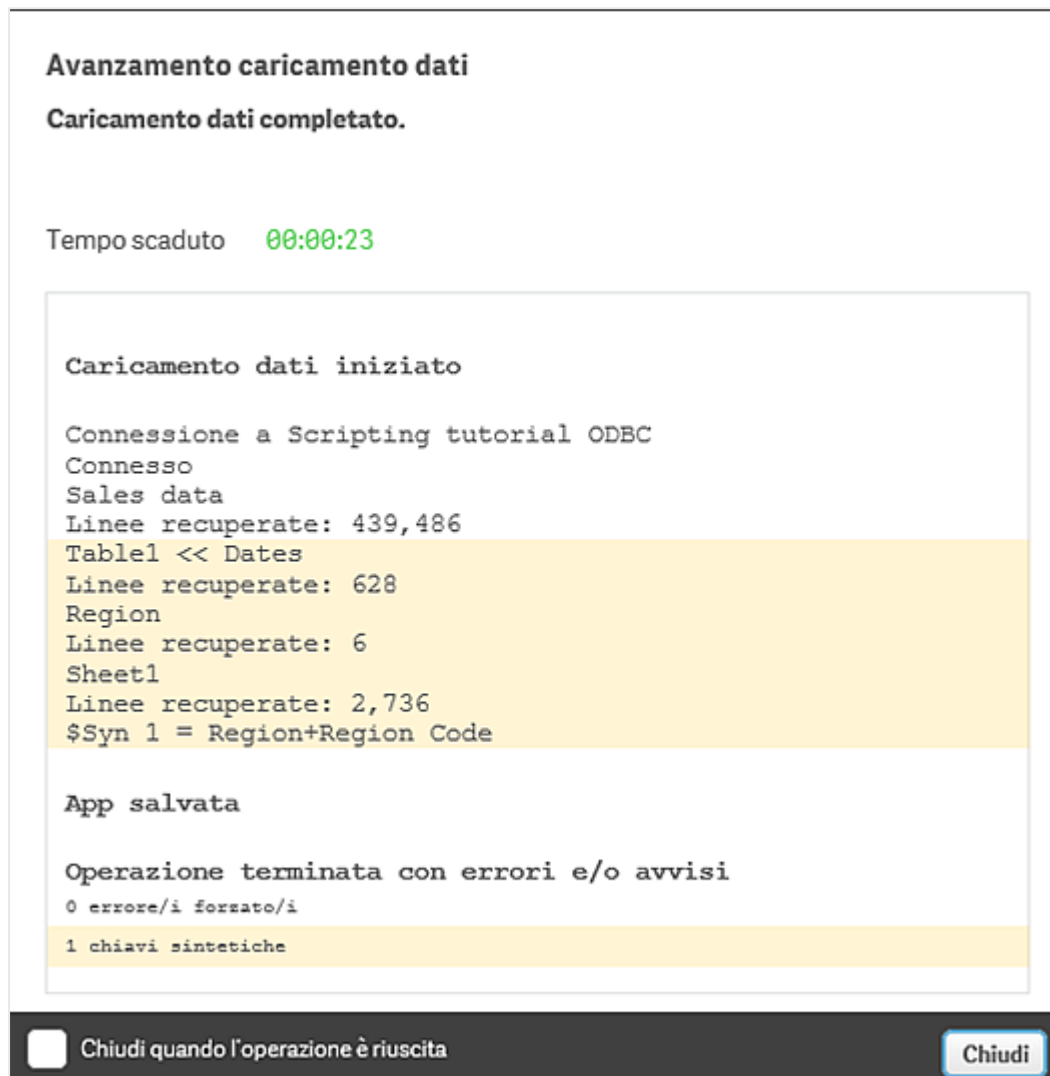 Avanzamento caricamento dati
Caricamento dati completato.
Tempo scaduto 00:00:23
Caricamento dati iniziato
Connessione a Scripting tutorial ODBC
Connesso
Sales data
Linee recuperate: 439,486
Table1 << Dates
Linee recuperate: 628
Region
Linee recuperate: 6
Sheet1
Linee recuperate: 2,736
$Syn 1 = Region+Region Code
App salvata
Operazione terminata con errori e/o avvisi
0 errore/i forzato/i
1 chiavi sintetiche
Chiudi quando l'operazione è riuscita
Chiudi